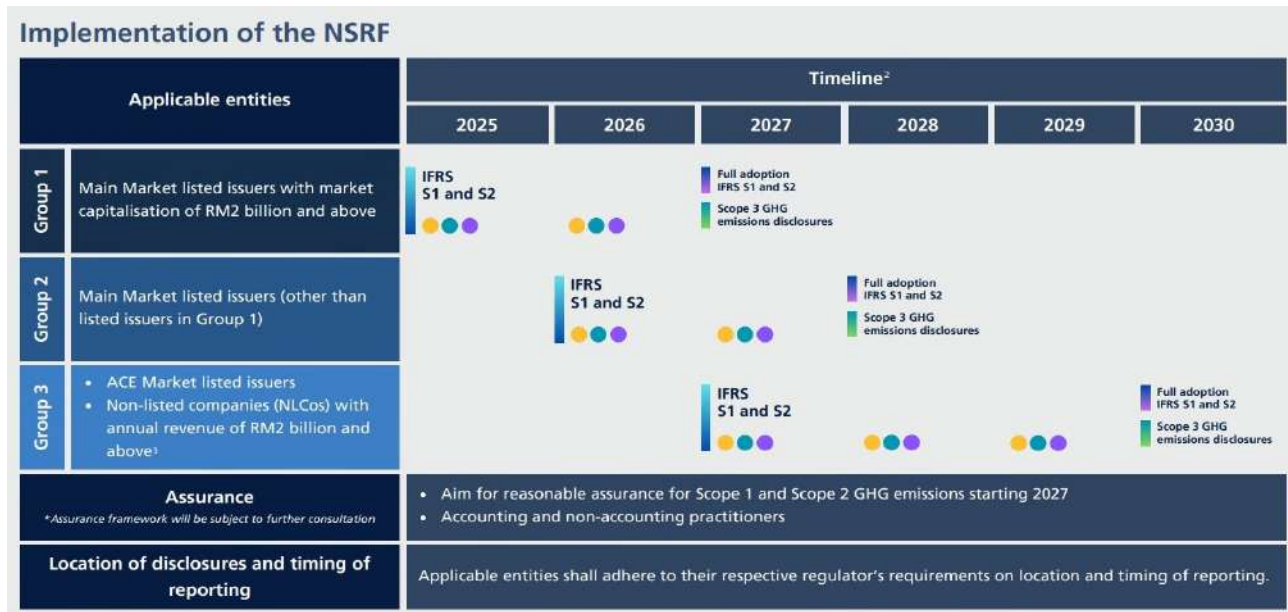 Implementation of the NSRF
Applicable entities
Timeline²
2025
2026
2027
2028
2029
2030
Group 1
Main Market listed issuers with market
capitalisation of RM2 billion and above
IFRS
S1 and S2
Full adoption
IFRS S1 and S2
Scope 3 GHG
emissions disclosures
Group 2
Main Market listed issuers (other than
listed issuers in Group 1)
IFRS
S1 and S2
Full adoption
IFRS S1 and S2
Scope 3 GHG
emissions disclosures
Group 3
• ACE Market listed issuers
• Non-listed companies (NLCos) with
annual revenue of RM2 billion and
above³
IFRS
S1 and S2
Full adoption
IFRS S1 and S2
Scope 3 GHG
emissions disclosures
Assurance
*Assurance framework will be subject to further consultation
• Aim for reasonable assurance for Scope 1 and Scope 2 GHG emissions starting 2027
• Accounting and non-accounting practitioners
Location of disclosures and timing of
reporting
Applicable entities shall adhere to their respective regulator's requirements on location and timing of reporting.